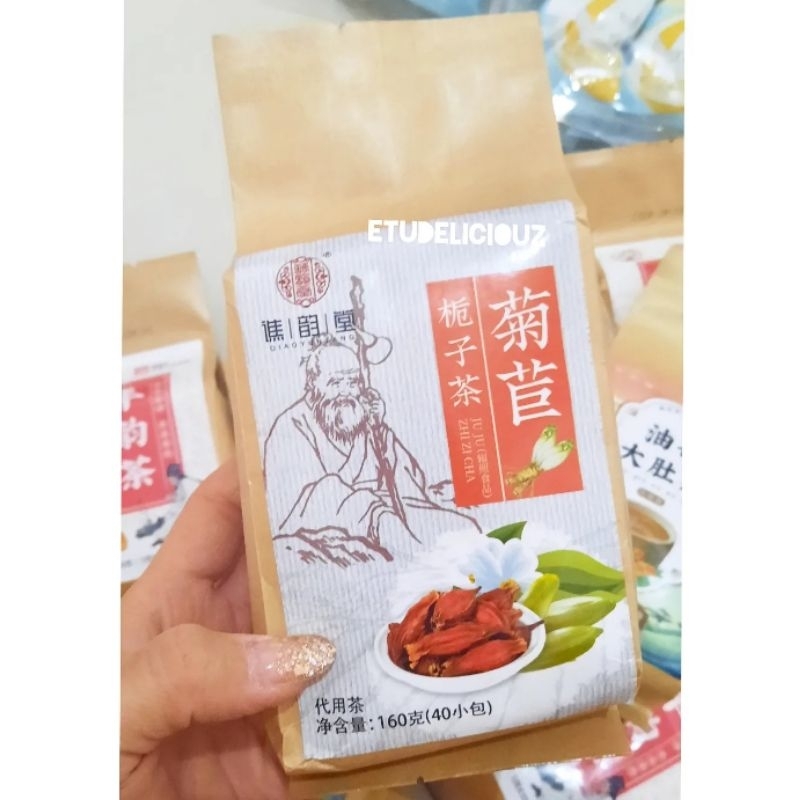 ETUDELICIOUZ
谯韵堂
菊苣
栀子茶
JU JU
ZHI ZI CHA
代用茶
净含量:160克(40小包)
油
大肚
韵
茶